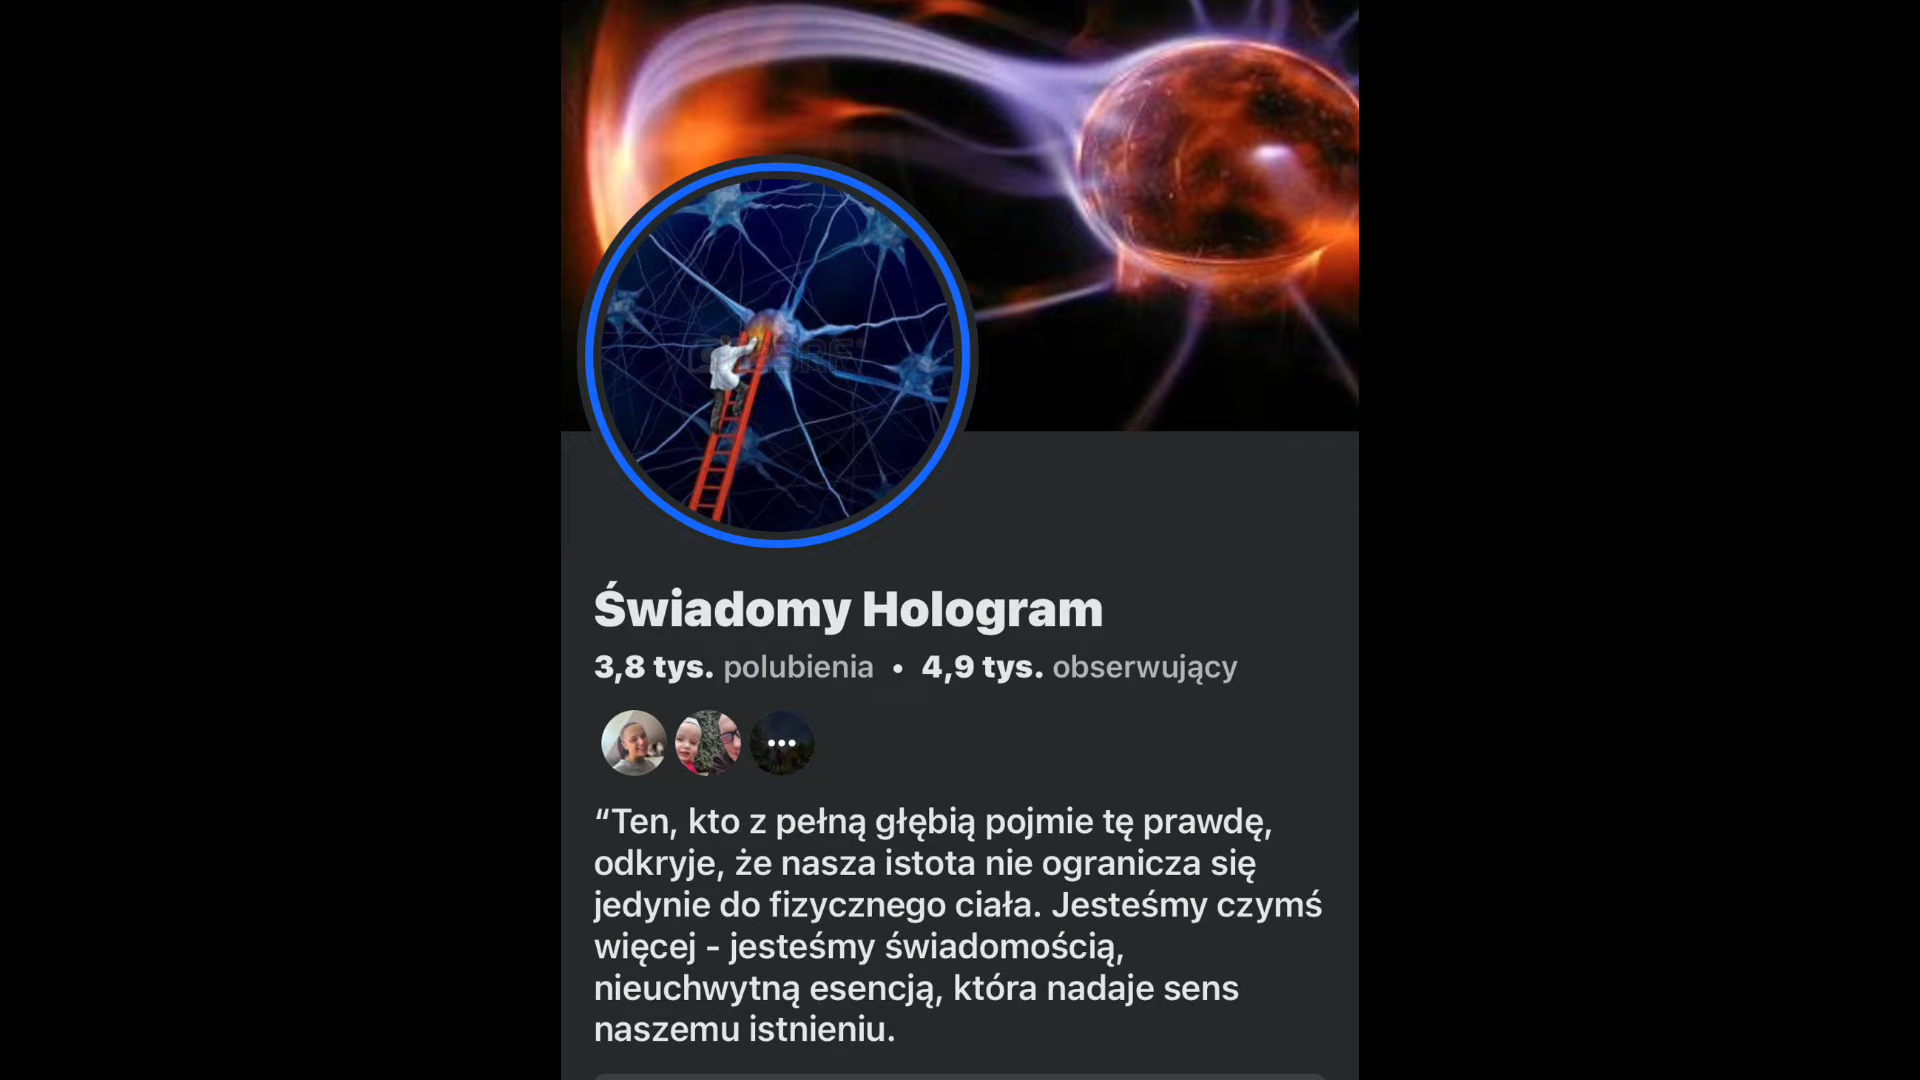 Świadomy Hologram
3,8 tys. polubienia • 4,9 tys. obserwujący
“Ten, kto z pełną głębią pojmie tę prawdę,
odkryje, że nasza istota nie ogranicza się
jedynie do fizycznego ciała. Jesteśmy czymś
więcej - jesteśmy świadomością,
nieuchwytną esencją, która nadaje sens
naszemu istnieniu.